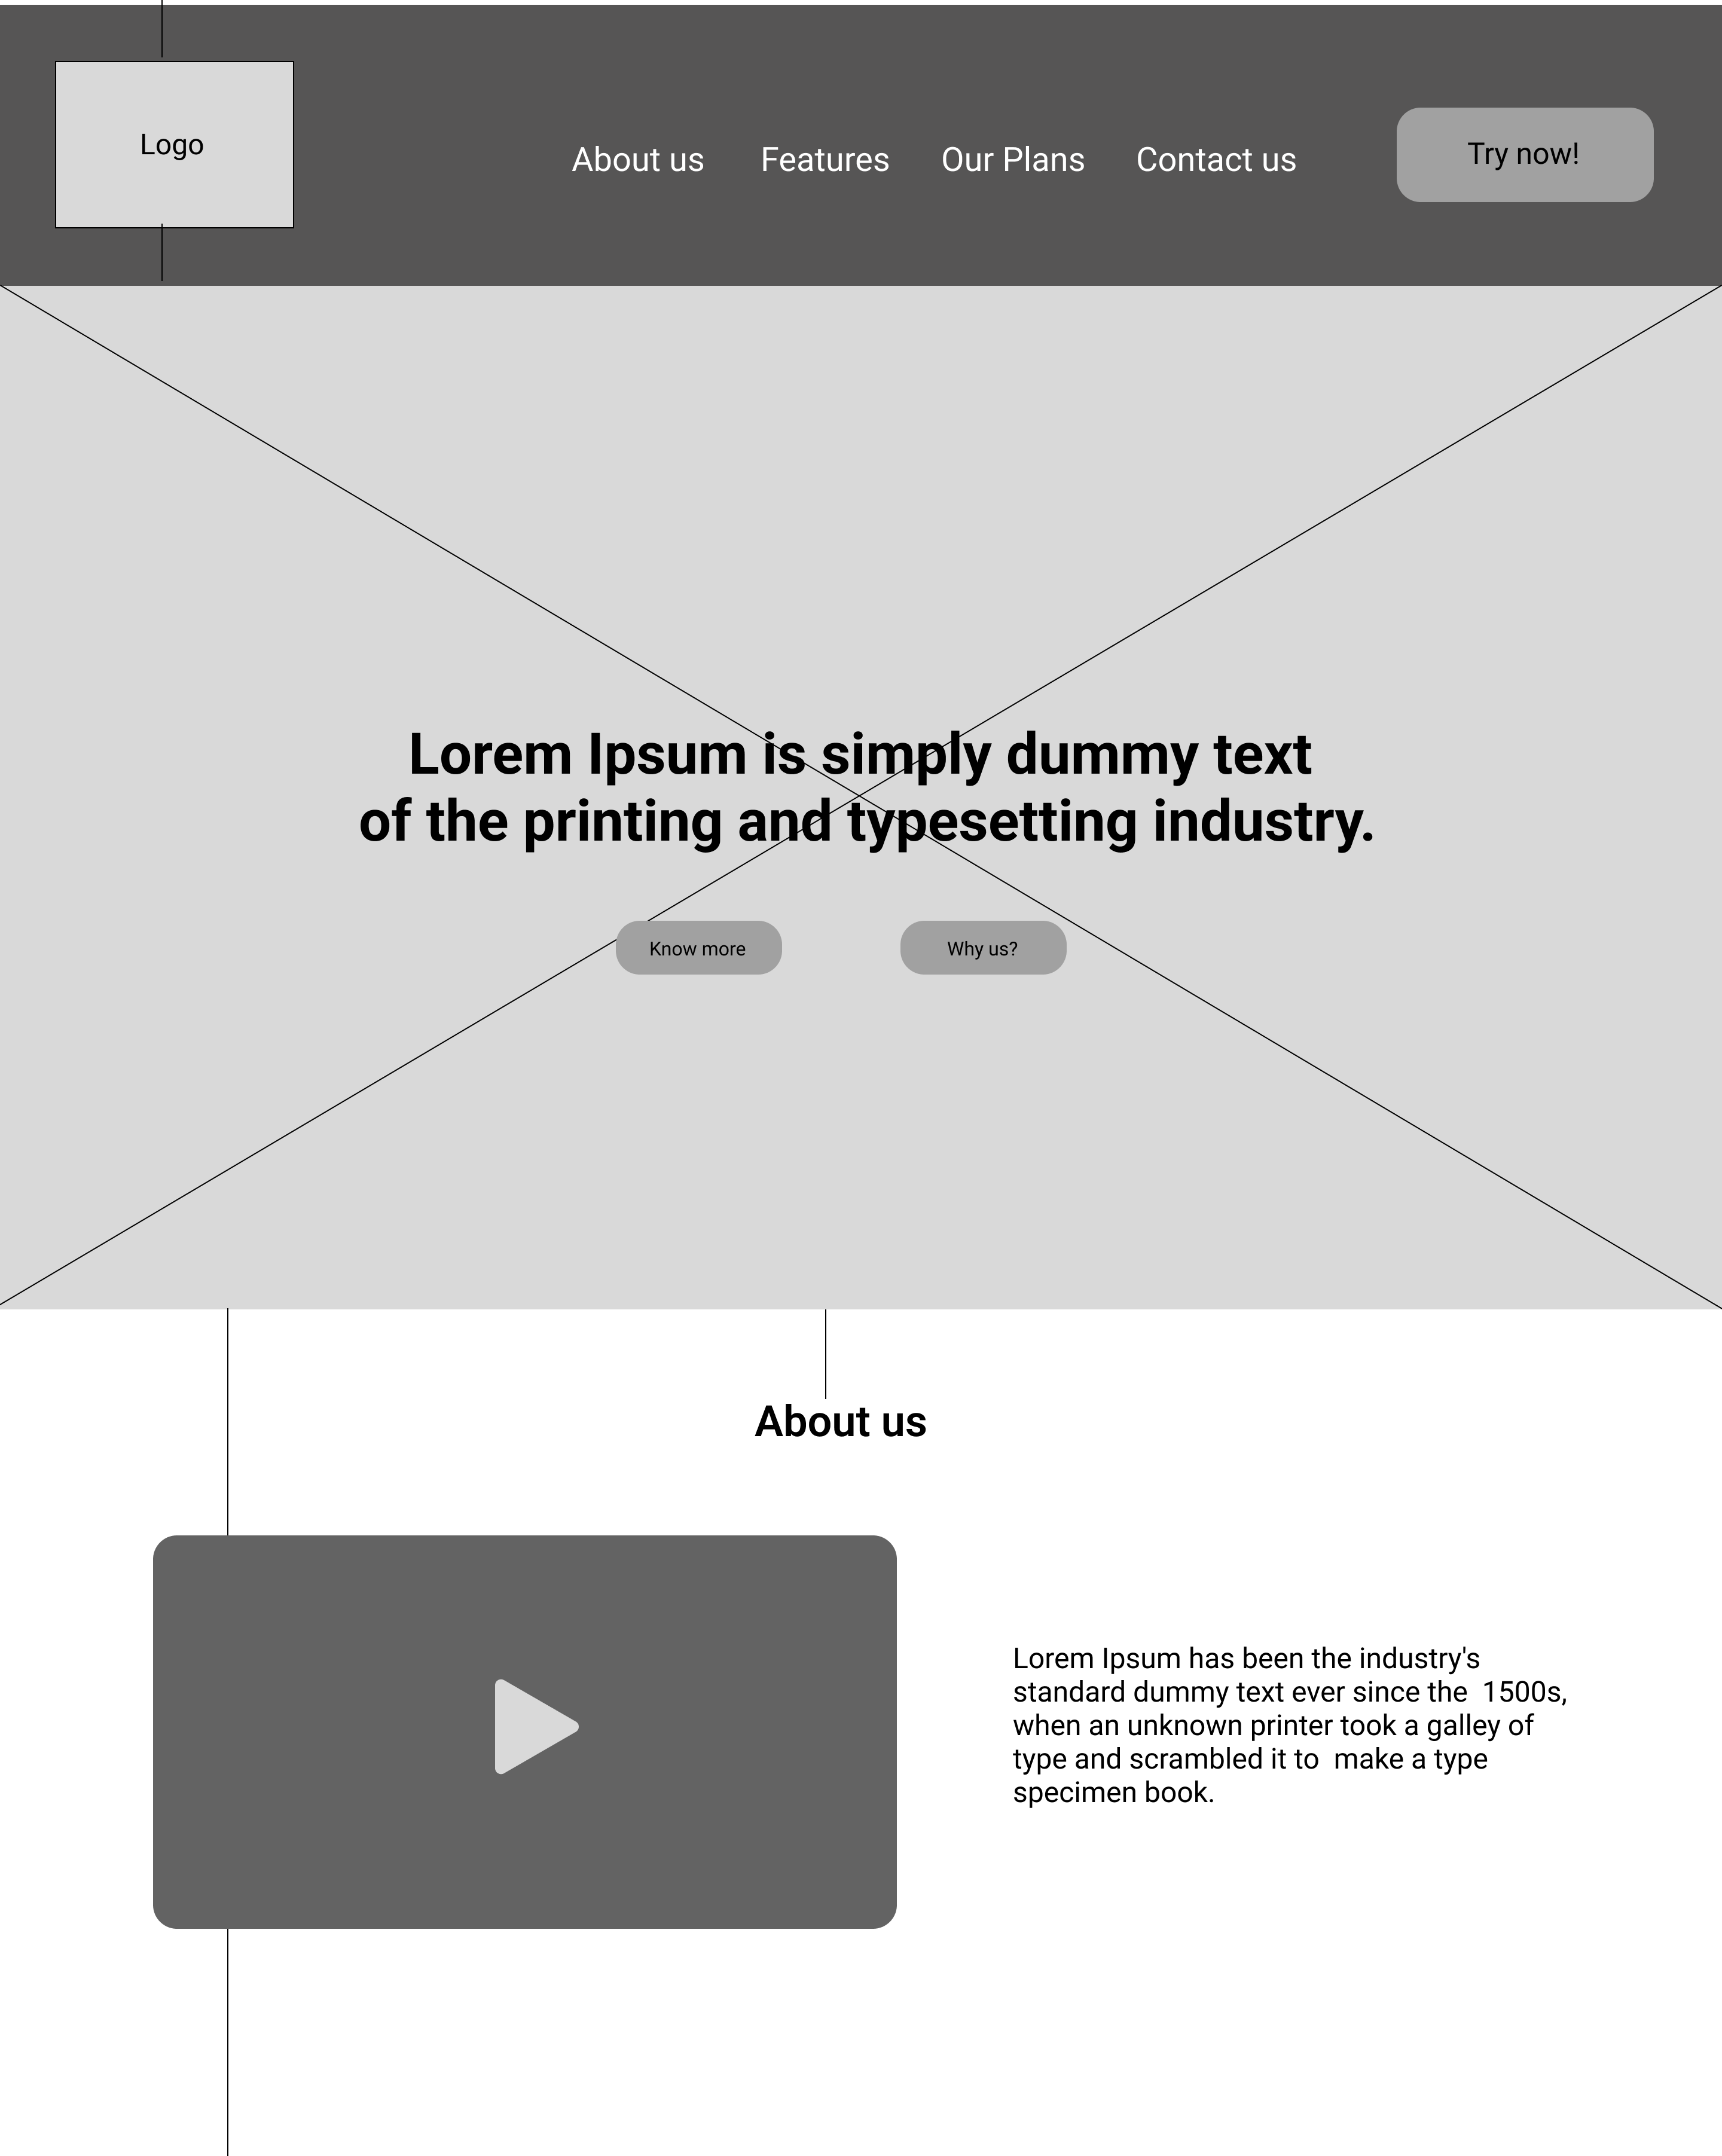 Logo
About us
Features
Our Plans
Contact us
Try now!
Lorem Ipsum is simply dummy text
of the printing and typesetting industry.
Know more
Why us?
About us
Lorem Ipsum has been the industry's
standard dummy text ever since the  1500s,
when an unknown printer took a galley of
type and scrambled it to  make a type
specimen book.